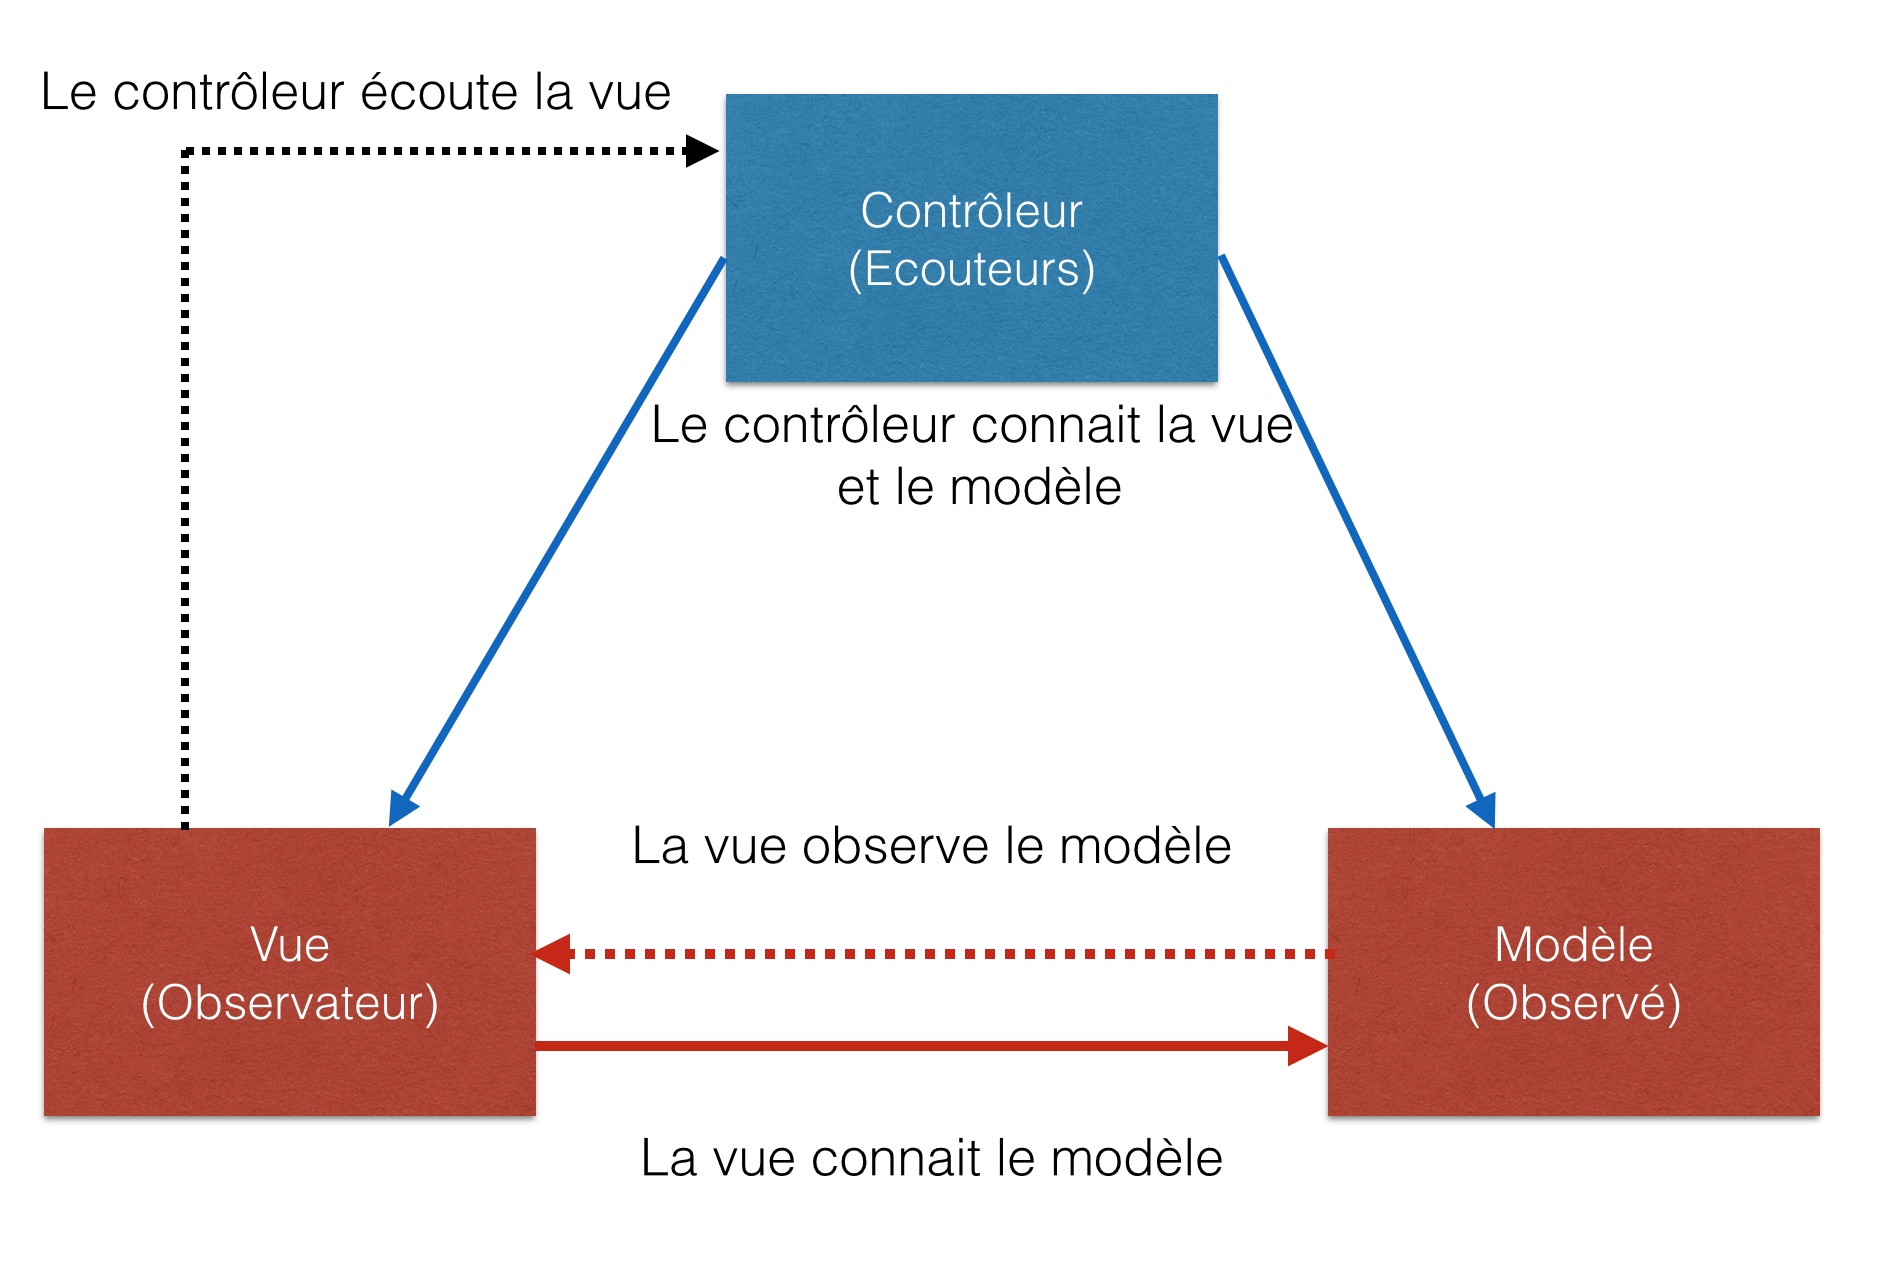 Le contrôleur écoute la vue
Contrôleur
(Ecouteurs)
Le contrôleur connait la vue
et le modèle
La vue observe le modèle
Vue
(Observateur)
Modèle
(Observé)
La vue connait le modèle